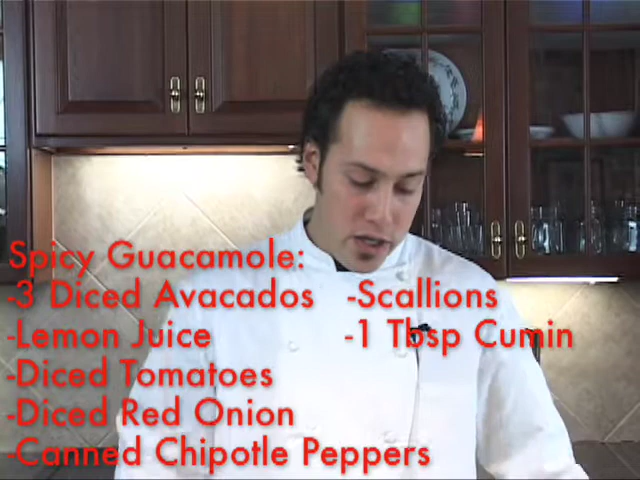 Spicy Guacamole:
-3 Diced Avacados -Scallions
-Lemon Juice -1 Tbsp Cumin
-Diced Tomatoes
-Diced Red Onion
-Canned Chipotle Peppers